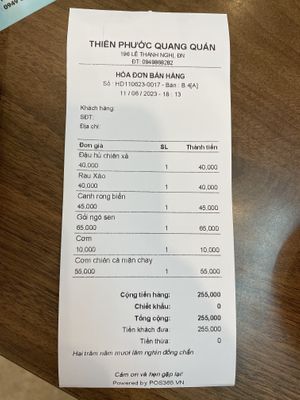 THIÊN PHƯỚC QUANG QUÁN
196 LÊ THANH NGHỊ, ĐN
ĐT: 0949868282
HÓA ĐƠN BÁN HÀNG
Số : HD110623-0017 - Bàn : B 4[A]
11 / 06 / 2023 - 18 : 13
Khách hàng:
SĐT:
Địa chỉ:
Đơn giá SL Thành tiền
Đậu hủ chiên xả
40,000 1 40,000
Rau Xào
40,000 1 40,000
Canh rong biển
45,000 1 45,000
Gỏi ngó sen
65,000 1 65,000
Cơm
10,000 1 10,000
Cơm chiên cá mặn chay
55,000 1 55,000
Cộng tiền hàng: 255,000
Chiết khấu: 0
Tổng cộng: 255,000
Tiền khách đưa: 255,000
Tiền thừa: 0
Hai trăm năm mươi lăm nghìn đồng chẵn
Cảm ơn và hẹn gặp lại!
Powered by POS365.VN